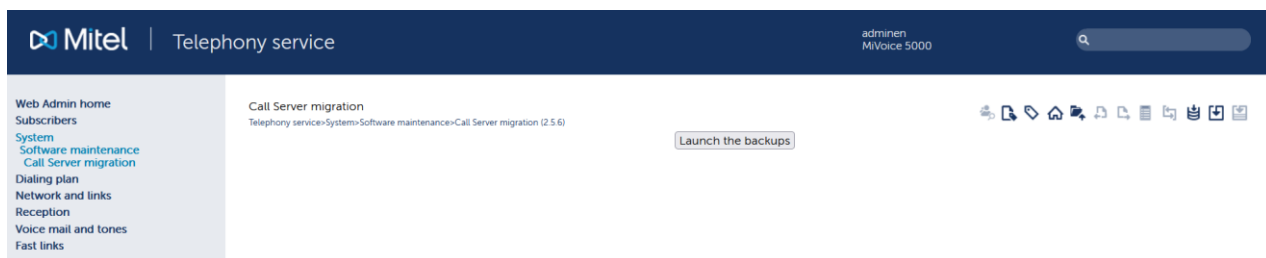 Mitel | Telephony service
adminen
MiVoice 5000
Web Admin home
Subscribers
System
Software maintenance
Call Server migration
Dialing plan
Network and links
Reception
Voice mail and tones
Fast links
Call Server migration
Telephony service>System>Software maintenance>Call Server migration (2.5.6)
Launch the backups